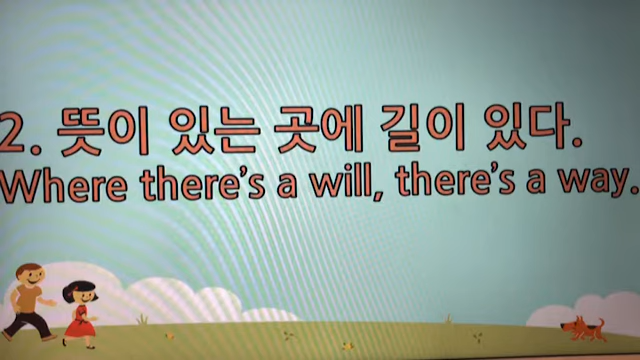 2. 뜻이 있는 곳에 길이 있다.
Where there's a will, there's a way.